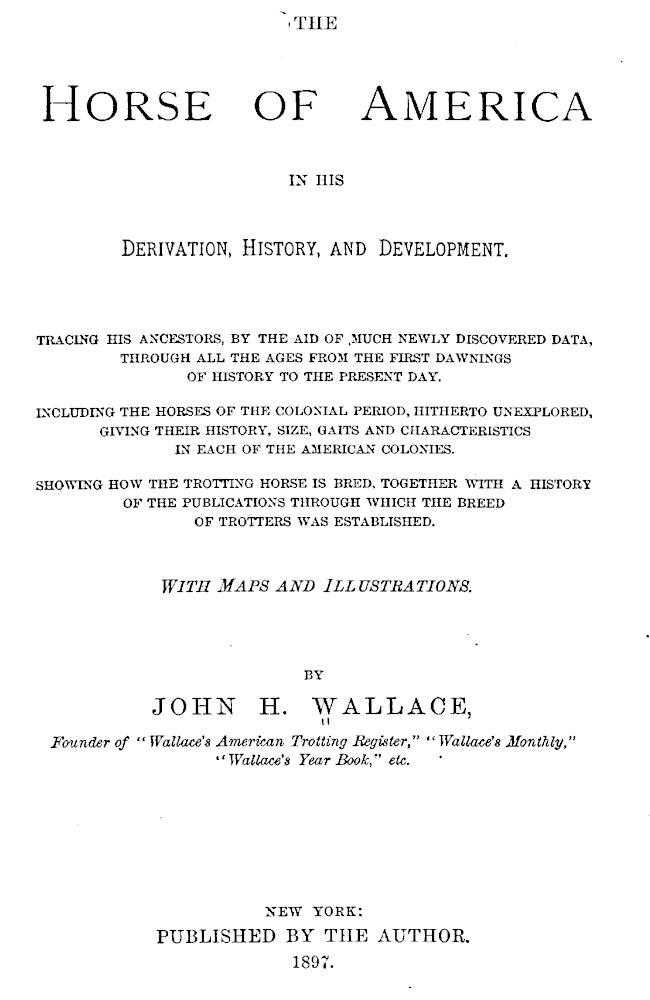 THE
HORSE OF AMERICA
IN HIS
DERIVATION, HISTORY, AND DEVELOPMENT.
TRACING HIS ANCESTORS, BY THE AID OF MUCH NEWLY DISCOVERED DATA,
THROUGH ALL THE AGES FROM THE FIRST DAWNINGS
OF HISTORY TO THE PRESENT DAY.
INCLUDING THE HORSES OF THE COLONIAL PERIOD, HITHERTO UNEXPLORED,
GIVING THEIR HISTORY, SIZE, GAITS AND CHARACTERISTICS
IN EACH OF THE AMERICAN COLONIES.
SHOWING HOW THE TROTTING HORSE IS BRED, TOGETHER WITH A HISTORY
OF THE PUBLICATIONS THROUGH WHICH THE BREED
OF TROTTERS WAS ESTABLISHED.
WITH MAPS AND ILLUSTRATIONS.
BY
JOHN H. WALLACE,
Founder of "Wallace's American Trotting Register," "Wallace's Monthly,"
"Wallace's Year Book," etc.
NEW YORK:
PUBLISHED BY THE AUTHOR.
1897.